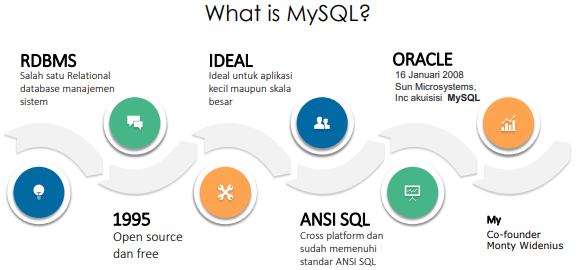 What is MySQL?
RDBMS
Salah satu Relational
database manajemen
sistem
1995
Open source
dan free
IDEAL
Ideal untuk aplikasi
kecil maupun skala
besar
ANSI SQL
Cross platform dan
sudah memenuhi
standar ANSI SQL
ORACLE
16 Januari 2008
Sun Microsystems,
Inc akuisisi MySQL
My
Co-founder
Monty Widenius